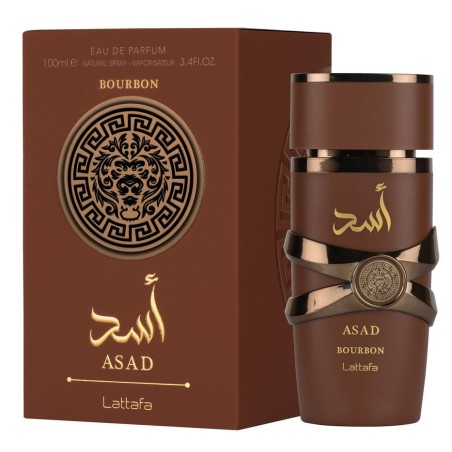 EAU DE PARFUM
100ml e NATURAL SPRAY - VAPORISATEUR 3.4FL.OZ.
BOURBON
أسد
ASAD
Lattafa
أسد
ASAD
BOURBON
Lattafa